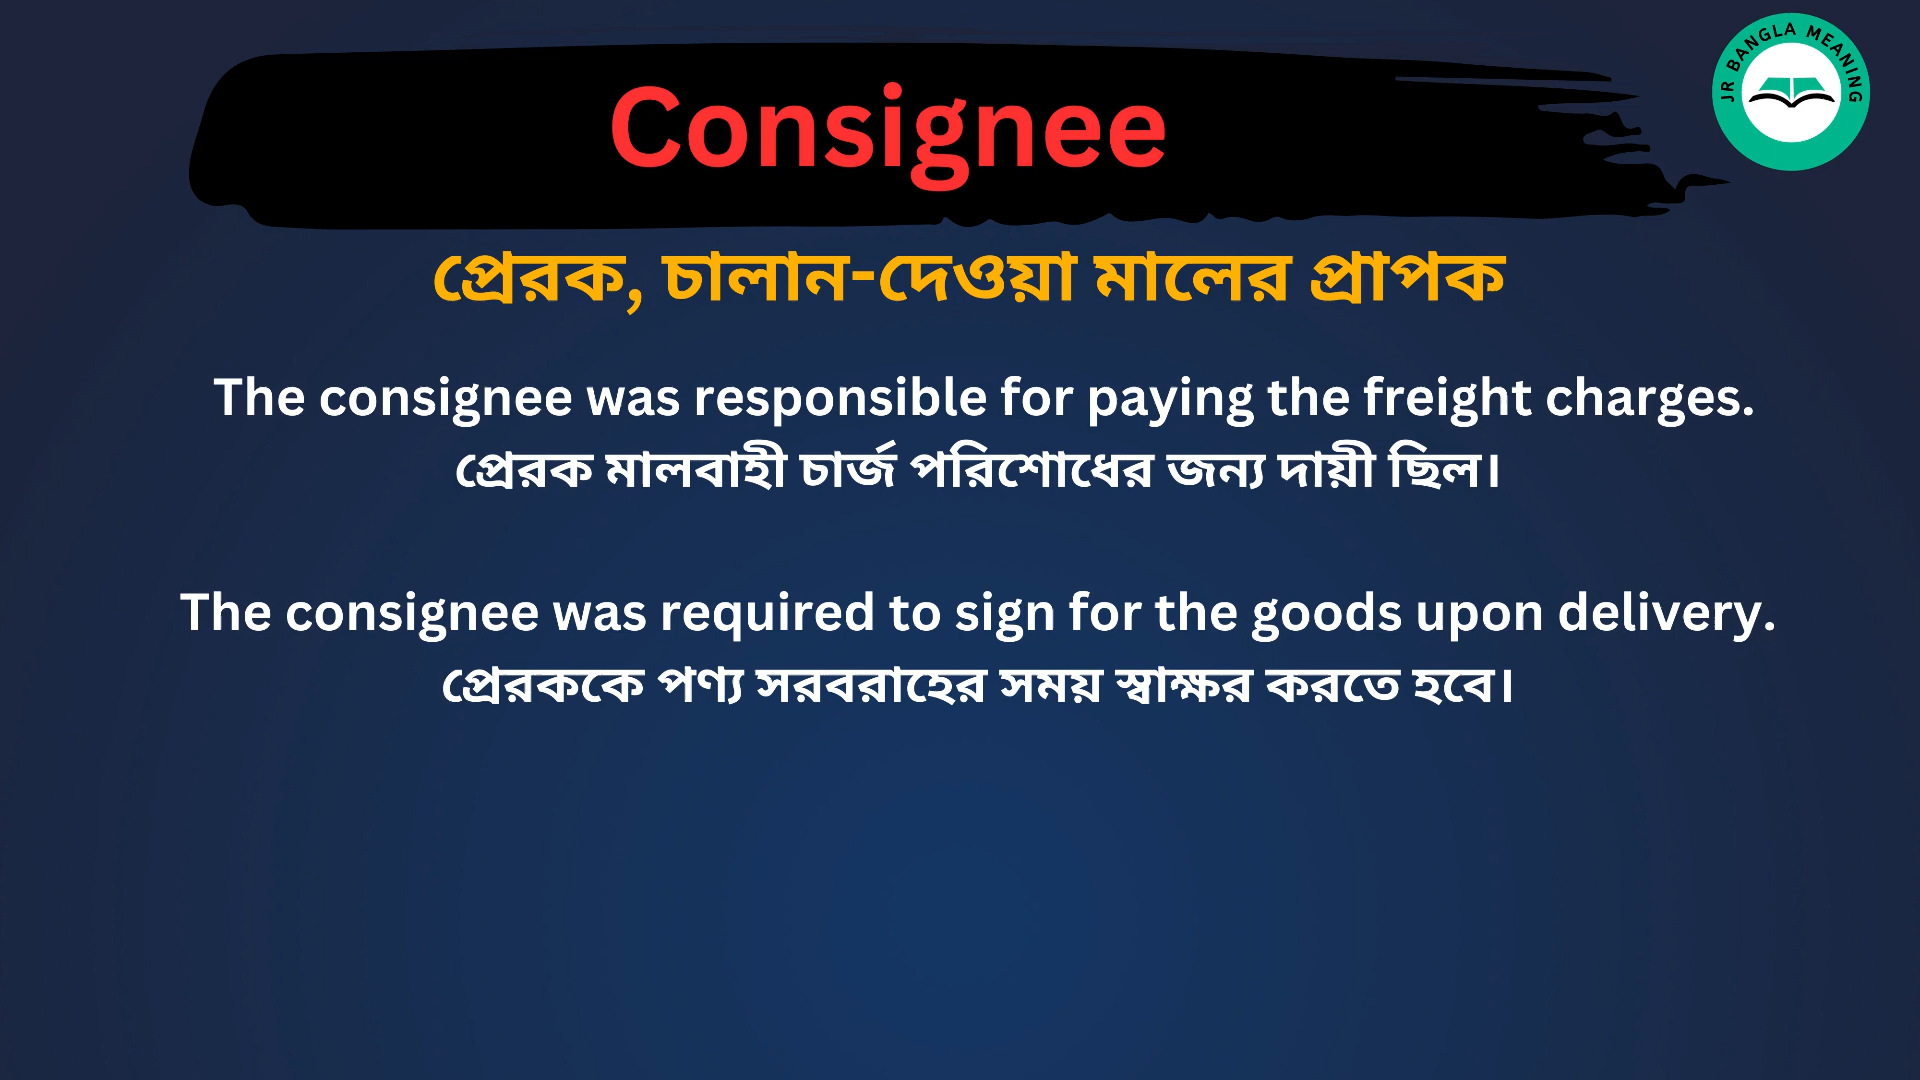 JR BANGLA MEANING
Consignee
প্রেরক, চালান-দেওয়া মালের প্রাপক
The consignee was responsible for paying the freight charges.
প্রেরক মালবাহী চার্জ পরিশোধের জন্য দায়ী ছিল।
The consignee was required to sign for the goods upon delivery.
প্রেরককে পণ্য সরবরাহের সময় স্বাক্ষর করতে হবে।